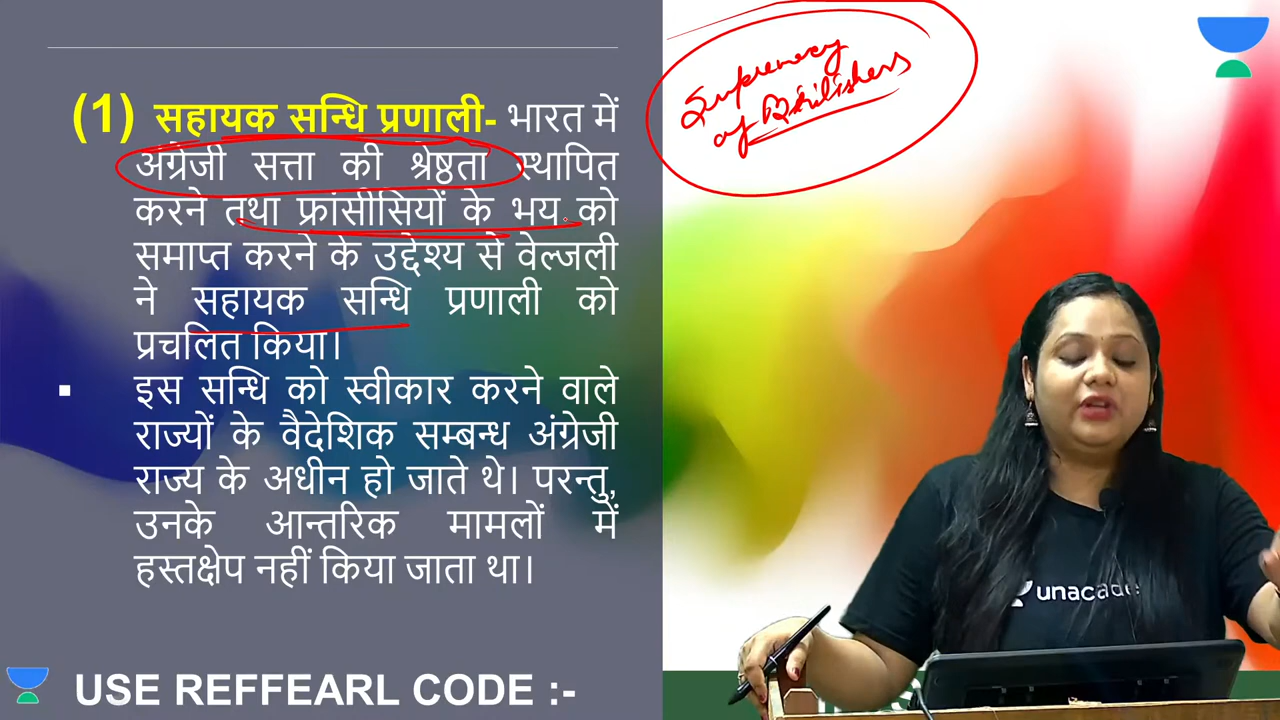 (1) सहायक सन्धि प्रणाली- भारत में
अंग्रेजी सत्ता की श्रेष्ठता स्थापित
करने तथा फ्रांसीसियों के भय को
समाप्त करने के उद्देश्य से वेल्जली
ने सहायक सन्धि प्रणाली को
प्रचलित किया।
▪ इस सन्धि को स्वीकार करने वाले
राज्यों के वैदेशिक सम्बन्ध अंग्रेजी
राज्य के अधीन हो जाते थे। परन्तु,
उनके आन्तरिक मामलों में
हस्तक्षेप नहीं किया जाता था।
USE REFFEARL CODE :-
Supremacy
of Britishers
unacade